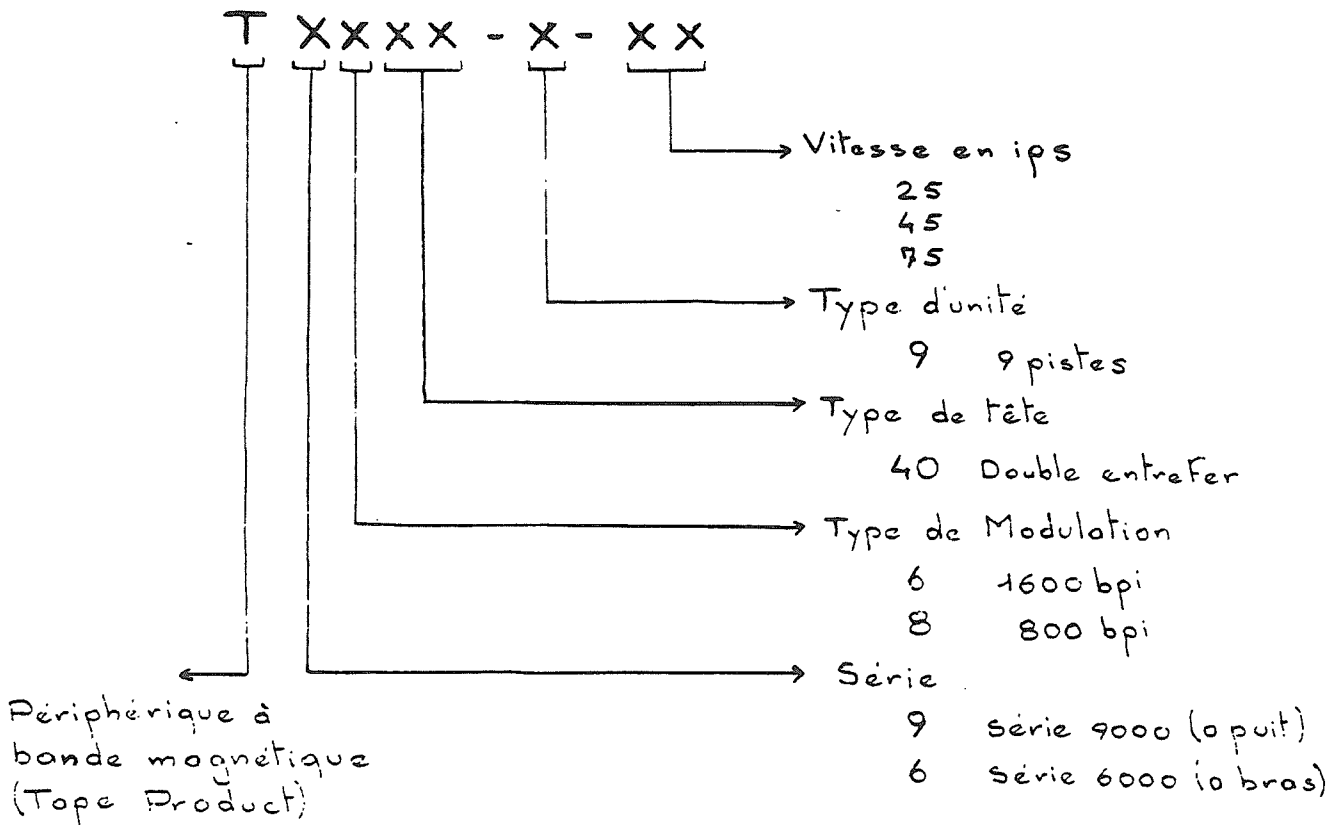 T X X X X - X - X X
Vitesse en ips
25
45
75
Type d'unité
9 9 pistes
Type de tête
40 Double entrefer
Type de Modulation
6 1600 bpi
8 800 bpi
Série
9 Série 9000 (a puit)
6 Série 6000 (a bras)
Périphérique à
bande magnétique
(Tape Product)